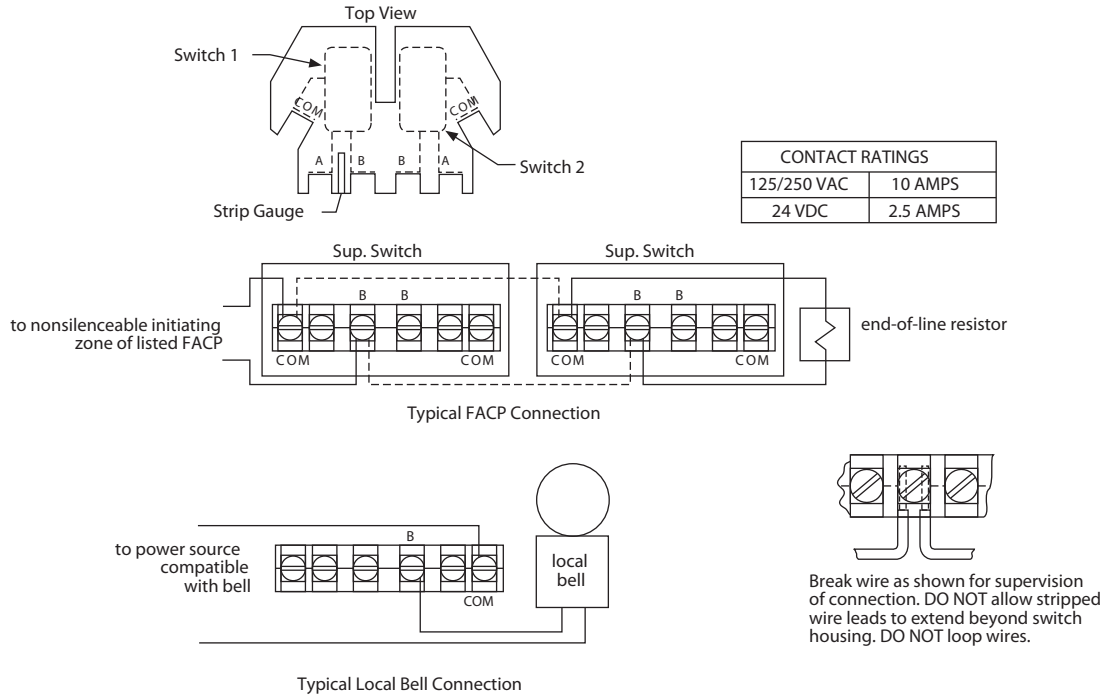 Top View
Switch 1
COM
COM
A
B
B
A
Switch 2
Strip Gauge
CONTACT RATINGS
125/250 VAC
10 AMPS
24 VDC
2.5 AMPS
Sup. Switch
Sup. Switch
B
B
B
B
to nonsilenceable initiating
zone of listed FACP
end-of-line resistor
COM
COM
COM
COM
Typical FACP Connection
B
to power source
compatible
with bell
local
bell
COM
Break wire as shown for supervision
of connection. DO NOT allow stripped
wire leads to extend beyond switch
housing. DO NOT loop wires.
Typical Local Bell Connection